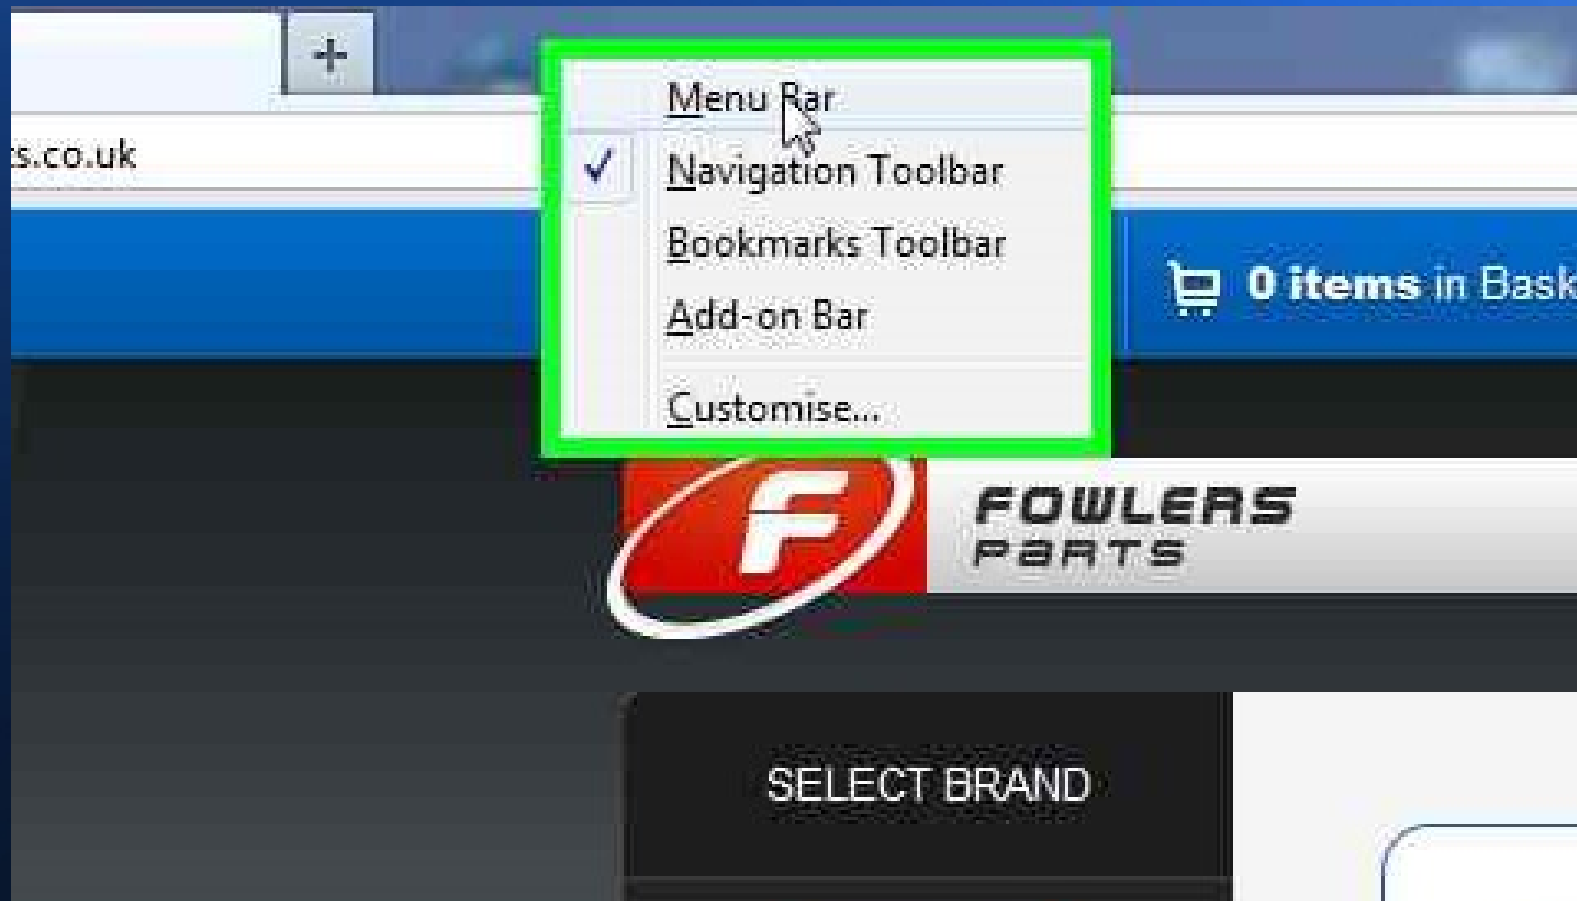 +
Menu Bar
s.co.uk
Navigation Toolbar
Bookmarks Toolbar
0 items in Bask
Add-on Bar
Customise...
F
FOWLERS
PARTS
SELECT BRAND